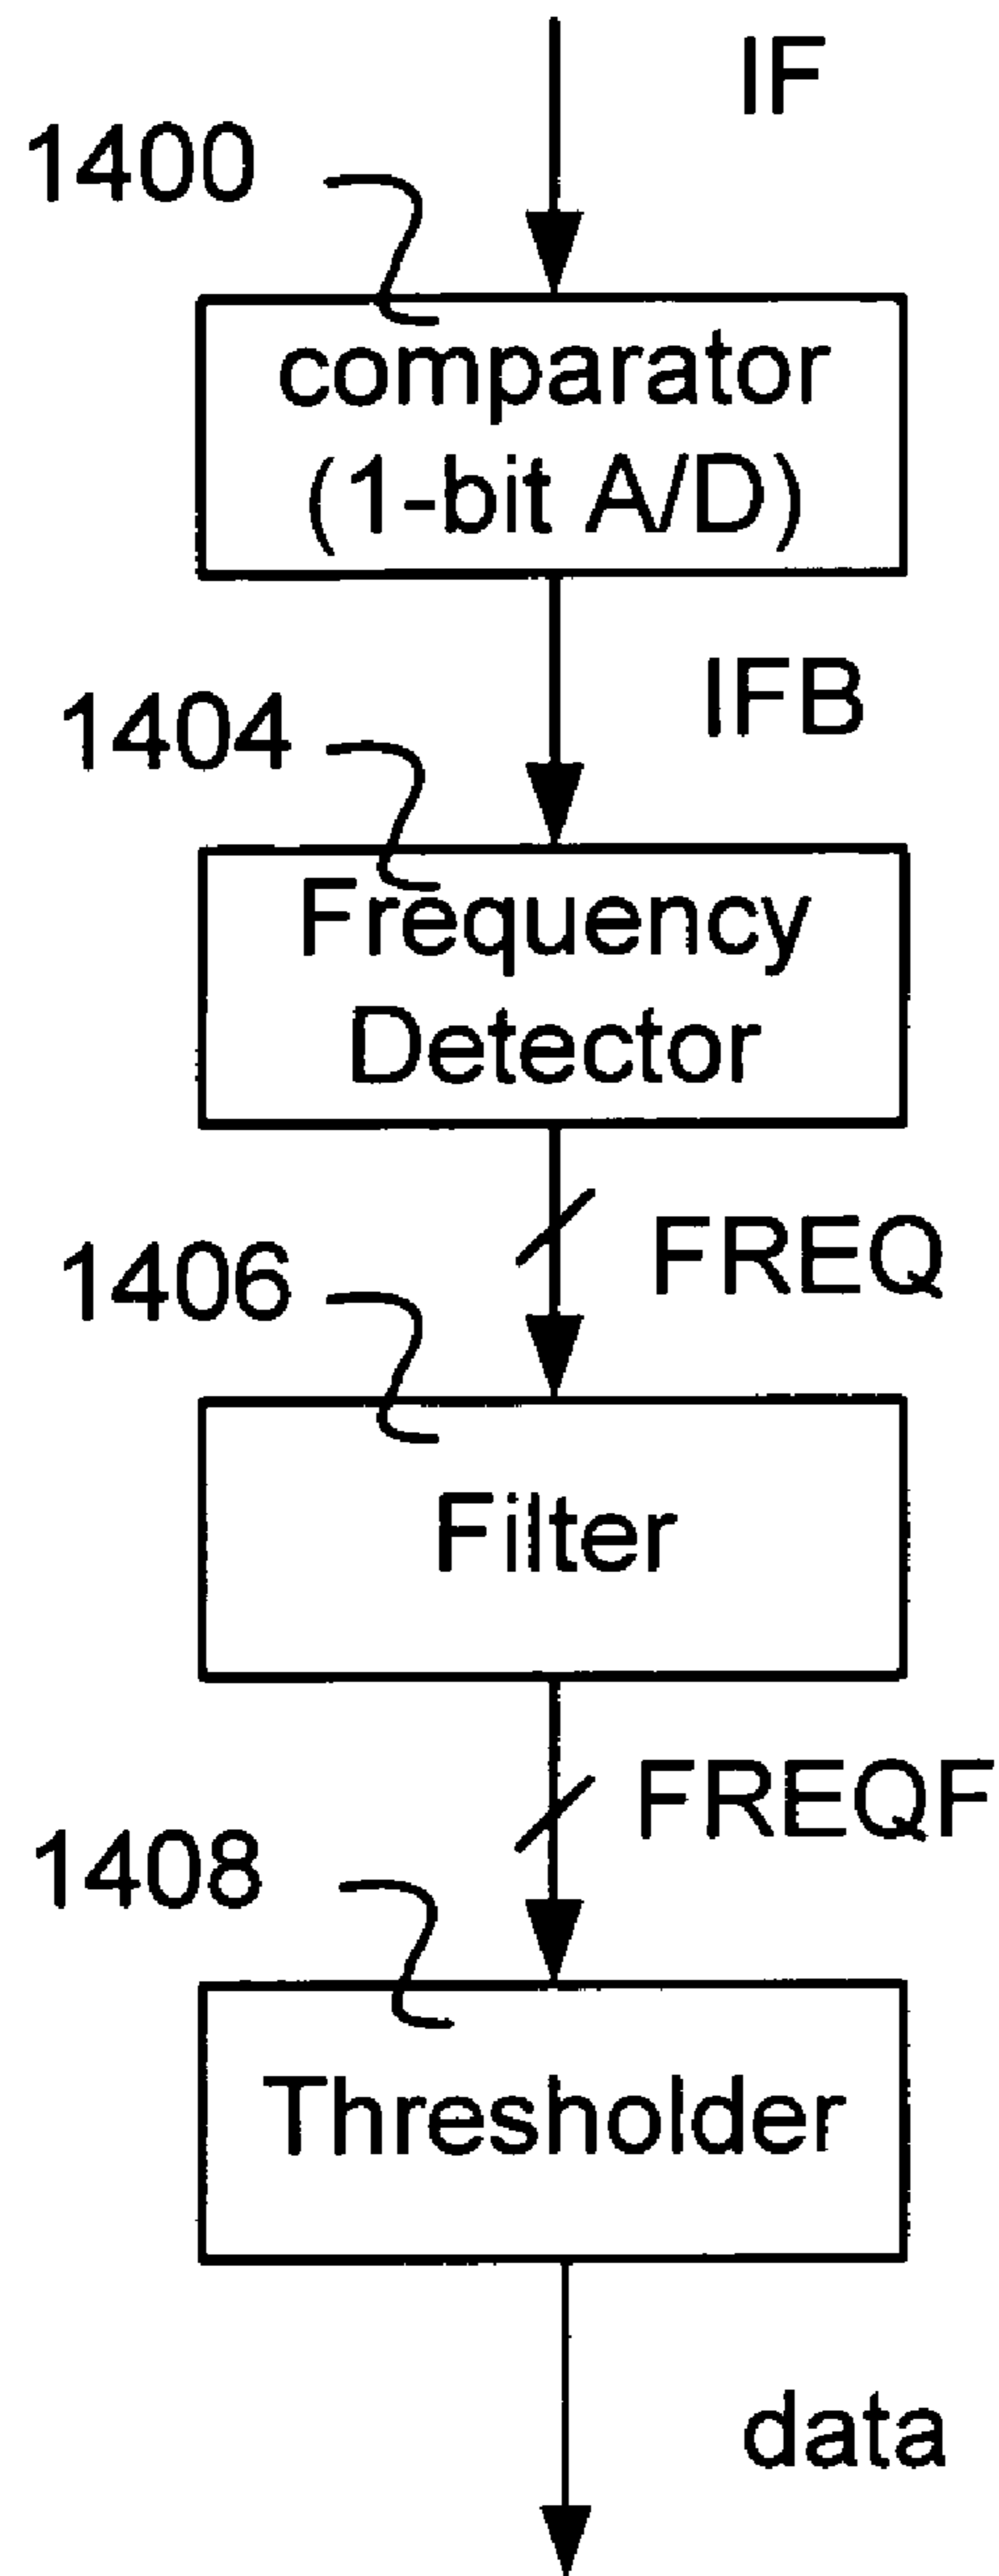 IF
1400
comparator
(1-bit A/D)
IFB
1404
Frequency
Detector
FREQ
1406
Filter
FREQF
1408
Thresholder
data